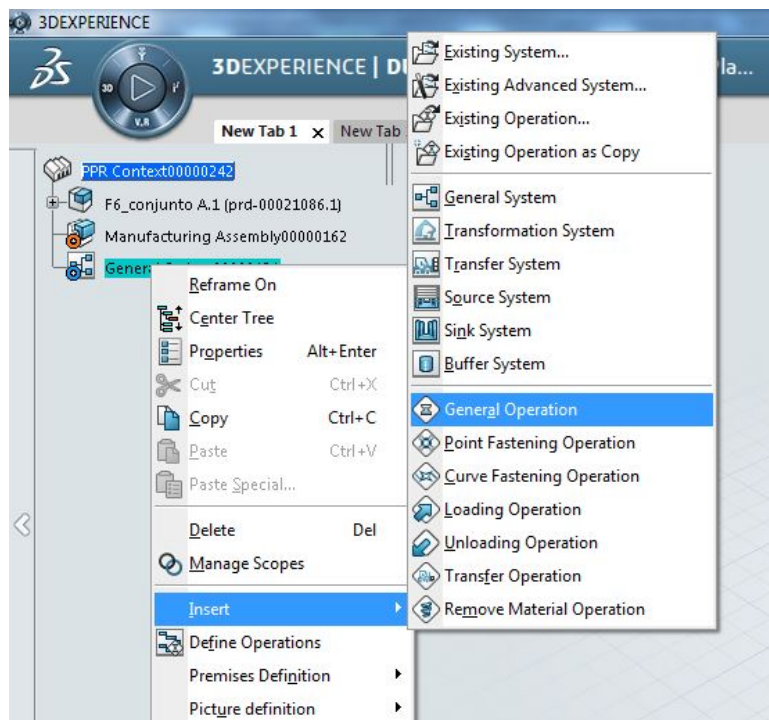 3DEXPERIENCE
3DEXPERIENCE |
3D
V.R
New Tab 1 x New Tab
PPR Context00000242
F6_conjunto A.1 (prd-00021086.1)
Manufacturing Assembly00000162
Reframe On
Center Tree
Properties Alt+Enter
Cut Ctrl+X
Copy Ctrl+C
Paste Ctrl+V
Paste Special...
Delete Del
Manage Scopes
Insert
Define Operations
Premises Definition
Picture definition
Existing System...
Existing Advanced System...
Existing Operation...
Existing Operation as Copy
General System
Transformation System
Transfer System
Source System
Sink System
Buffer System
General Operation
Point Fastening Operation
Curve Fastening Operation
Loading Operation
Unloading Operation
Transfer Operation
Remove Material Operation